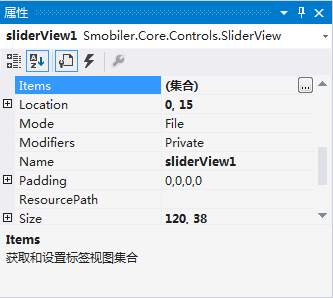 属性
sliderView1 Smobiler.Core.Controls.SliderView
Items (集合) ...
Location 0, 15
Mode File
Modifiers Private
Name sliderView1
Padding 0,0,0,0
ResourcePath
Size 120, 38
Items
获取和设置标签视图集合